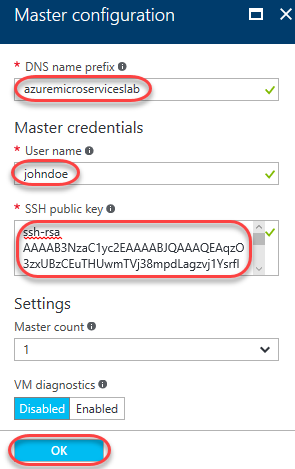 Master configuration
* DNS name prefix
azuremicroserviceslab
Master credentials
* User name
johndoe
* SSH public key
ssh-rsa
AAAAB3NzaC1yc2EAAAABJQAAAQEAqzO
3zxUBzCEuTHUwmTVj38mpdLagzvj1Ysrfl
Settings
Master count
1
VM diagnostics
Disabled Enabled
OK